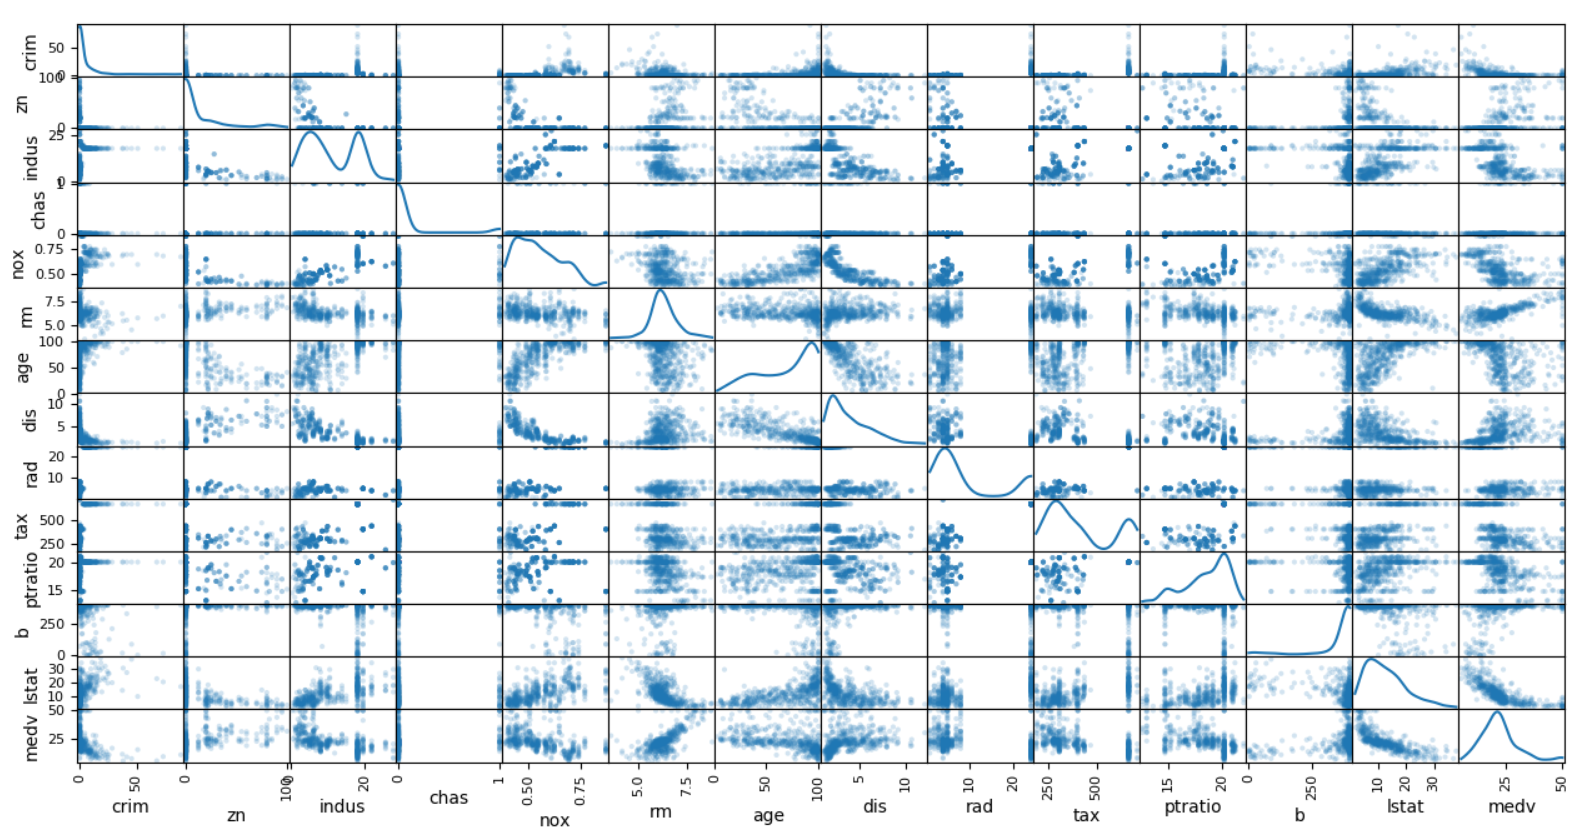 crim 50 0
zn 100 0
indus 25 0
chas 1 0
nox 0.75 0.50
rm 7.5 5.0
age 100 50 0
dis 10 5
rad 20 10
tax 500 250
ptratio 20 15
b 250 0
lstat 30 20 10
medv 50 25
0 50 0 100 0 20 0 1 0.50 0.75 5.0 7.5 0 50 100 5 10 10 20 250 500 15 20 0 250 10 20 30 25 50
crim zn indus chas nox rm age dis rad tax ptratio b lstat medv